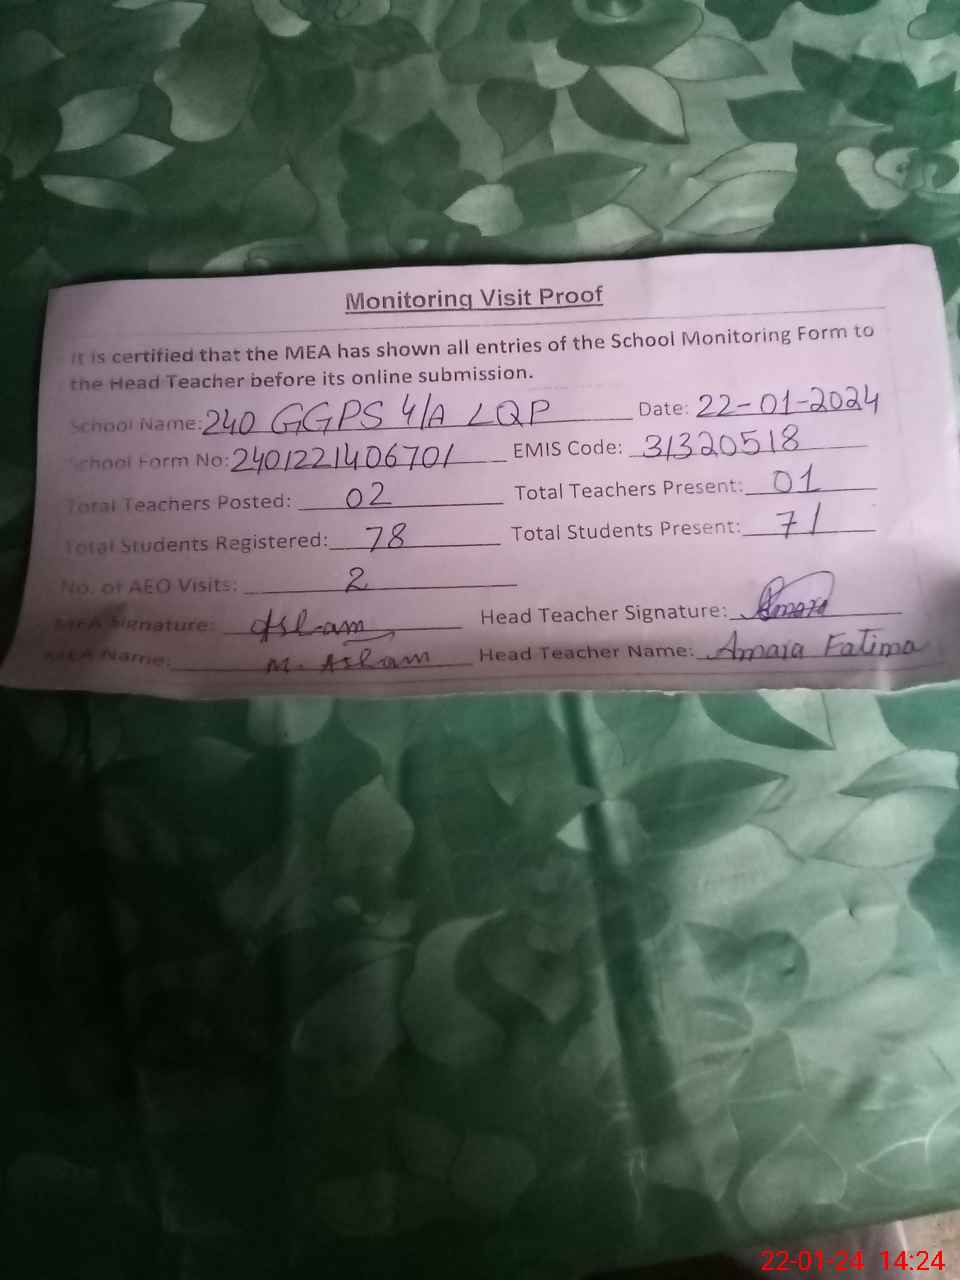 Monitoring Visit Proof
It is certified that the MEA has shown all entries of the School Monitoring Form to
the Head Teacher before its online submission.
School Name: 240 GGPS 4/A LQP Date: 22-01-2024
School Form No: 2401221406701 EMIS Code: 31320518
Total Teachers Posted: 02 Total Teachers Present: 01
Total Students Registered: 78 Total Students Present: 71
No. of AEO Visits: 2
MEA Signature: Aslam Head Teacher Signature: Amara
MEA Name: M. Aslam Head Teacher Name: Amara Fatima
22-01-24 14:24